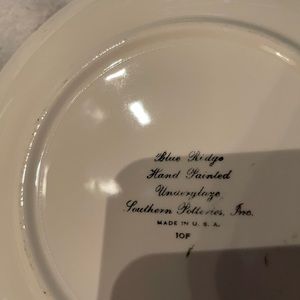 Blue Ridge
Hand Painted
Underglaze
Southern Potteries, Inc.
MADE IN U. S. A.
10F